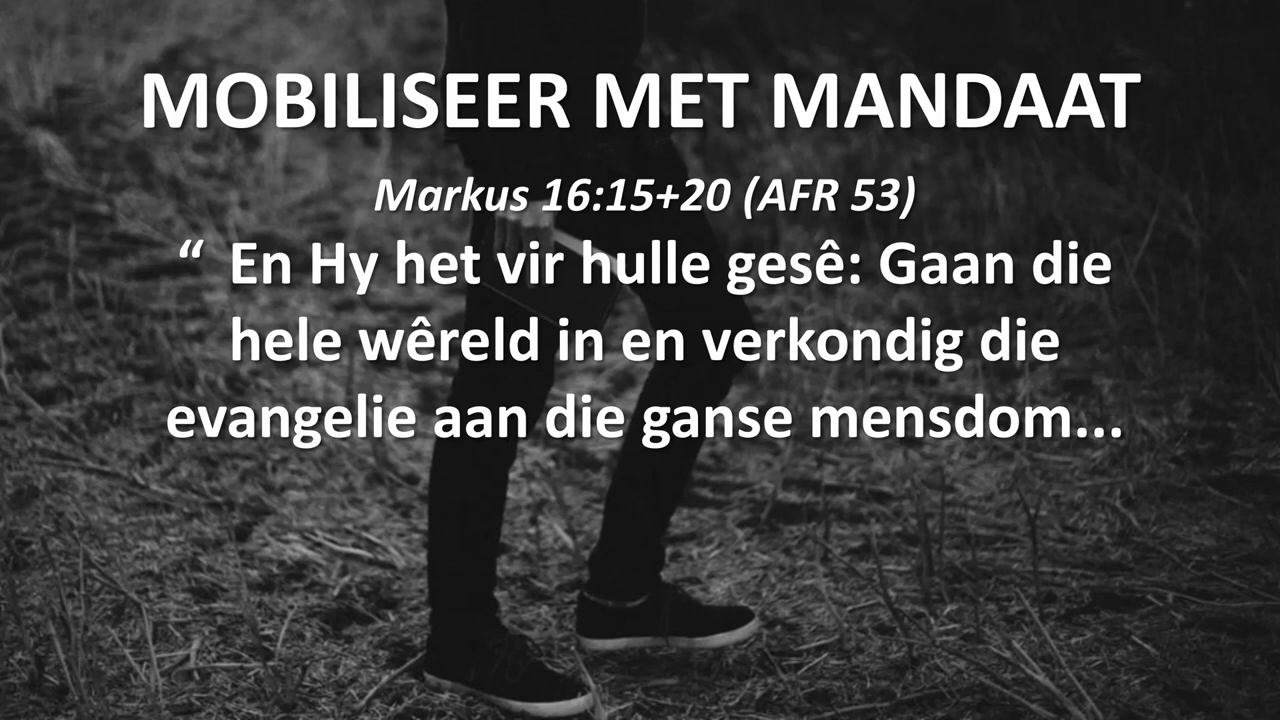 MOBILISEER MET MANDAAT
Markus 16:15+20 (AFR 53)
“ En Hy het vir hulle gesê: Gaan die
hele wêreld in en verkondig die
evangelie aan die ganse mensdom...